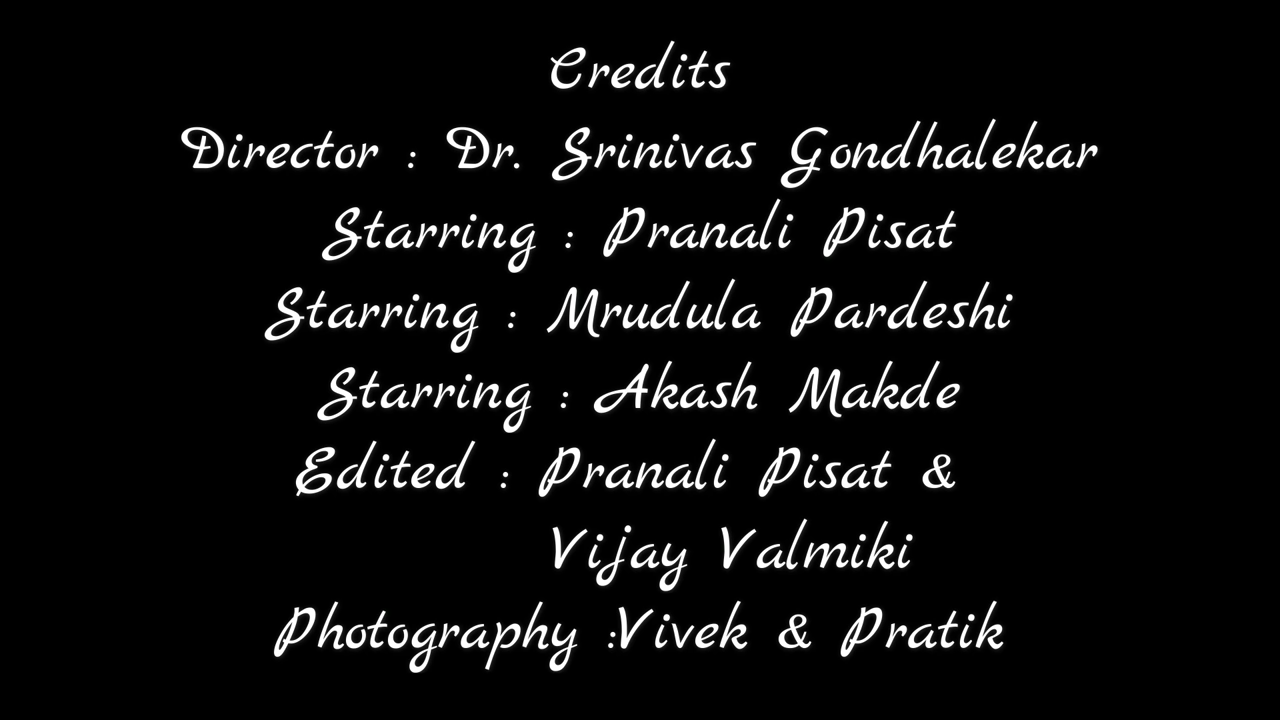 Credits
Director : Dr. Srinivas Gondhalekar
Starring : Pranali Pisat
Starring : Mrudula Pardeshi
Starring : Akash Makde
Edited : Pranali Pisat &
Vijay Valmiki
Photography :Vivek & Pratik